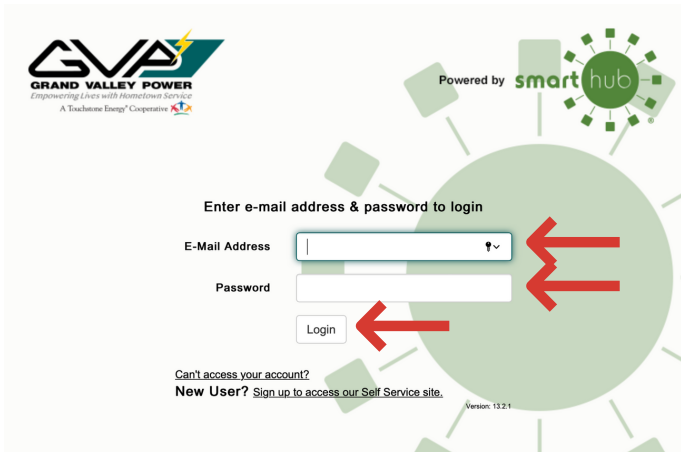 GVP
GRAND VALLEY POWER
Empowering Lives with Hometown Service
A Touchstone Energy® Cooperative
Powered by smart hub ®
Enter e-mail address & password to login
E-Mail Address
Password
Login
Can't access your account?
New User? Sign up to access our Self Service site.
Version: 13.2.1